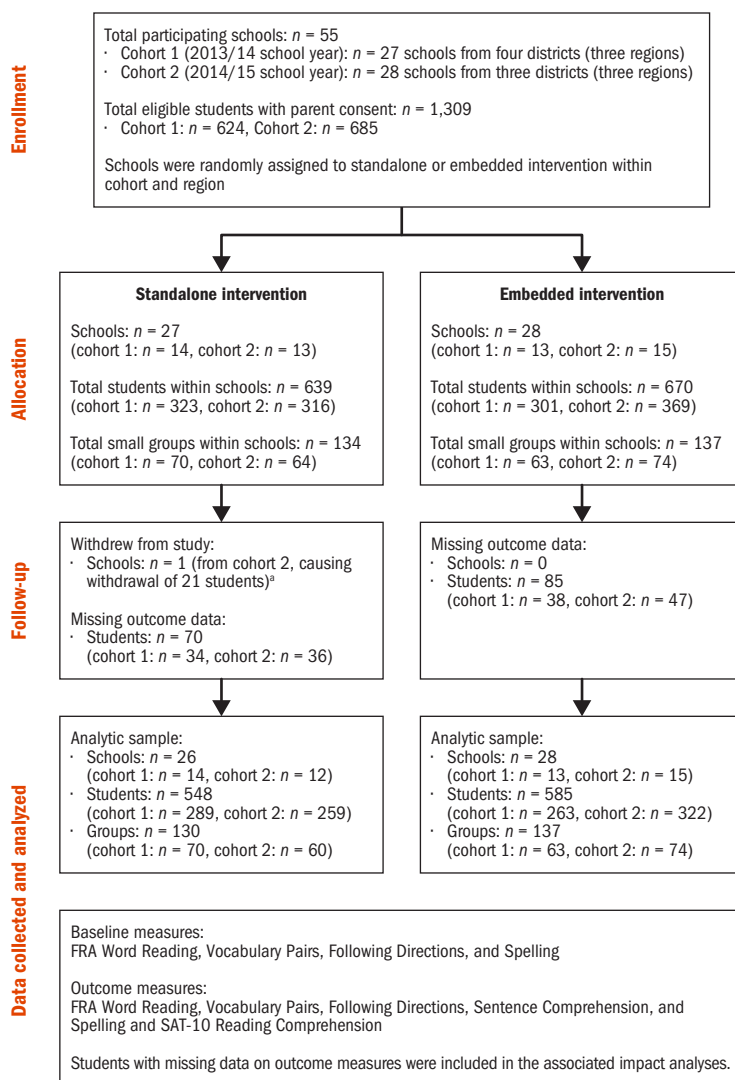 Enrollment
Total participating schools: n = 55
· Cohort 1 (2013/14 school year): n = 27 schools from four districts (three regions)
· Cohort 2 (2014/15 school year): n = 28 schools from three districts (three regions)
Total eligible students with parent consent: n = 1,309
· Cohort 1: n = 624, Cohort 2: n = 685
Schools were randomly assigned to standalone or embedded intervention within
cohort and region
Allocation
Standalone intervention
Schools: n = 27
(cohort 1: n = 14, cohort 2: n = 13)
Total students within schools: n = 639
(cohort 1: n = 323, cohort 2: n = 316)
Total small groups within schools: n = 134
(cohort 1: n = 70, cohort 2: n = 64)
Embedded intervention
Schools: n = 28
(cohort 1: n = 13, cohort 2: n = 15)
Total students within schools: n = 670
(cohort 1: n = 301, cohort 2: n = 369)
Total small groups within schools: n = 137
(cohort 1: n = 63, cohort 2: n = 74)
Follow-up
Withdrew from study:
· Schools: n = 1 (from cohort 2, causing
withdrawal of 21 students)a
Missing outcome data:
· Students: n = 70
(cohort 1: n = 34, cohort 2: n = 36)
Missing outcome data:
· Schools: n = 0
· Students: n = 85
(cohort 1: n = 38, cohort 2: n = 47)
Data collected and analyzed
Analytic sample:
· Schools: n = 26
(cohort 1: n = 14, cohort 2: n = 12)
· Students: n = 548
(cohort 1: n = 289, cohort 2: n = 259)
· Groups: n = 130
(cohort 1: n = 70, cohort 2: n = 60)
Analytic sample:
· Schools: n = 28
(cohort 1: n = 13, cohort 2: n = 15)
· Students: n = 585
(cohort 1: n = 263, cohort 2: n = 322)
· Groups: n = 137
(cohort 1: n = 63, cohort 2: n = 74)
Baseline measures:
FRA Word Reading, Vocabulary Pairs, Following Directions, and Spelling
Outcome measures:
FRA Word Reading, Vocabulary Pairs, Following Directions, Sentence Comprehension, and
Spelling and SAT-10 Reading Comprehension
Students with missing data on outcome measures were included in the associated impact analyses.